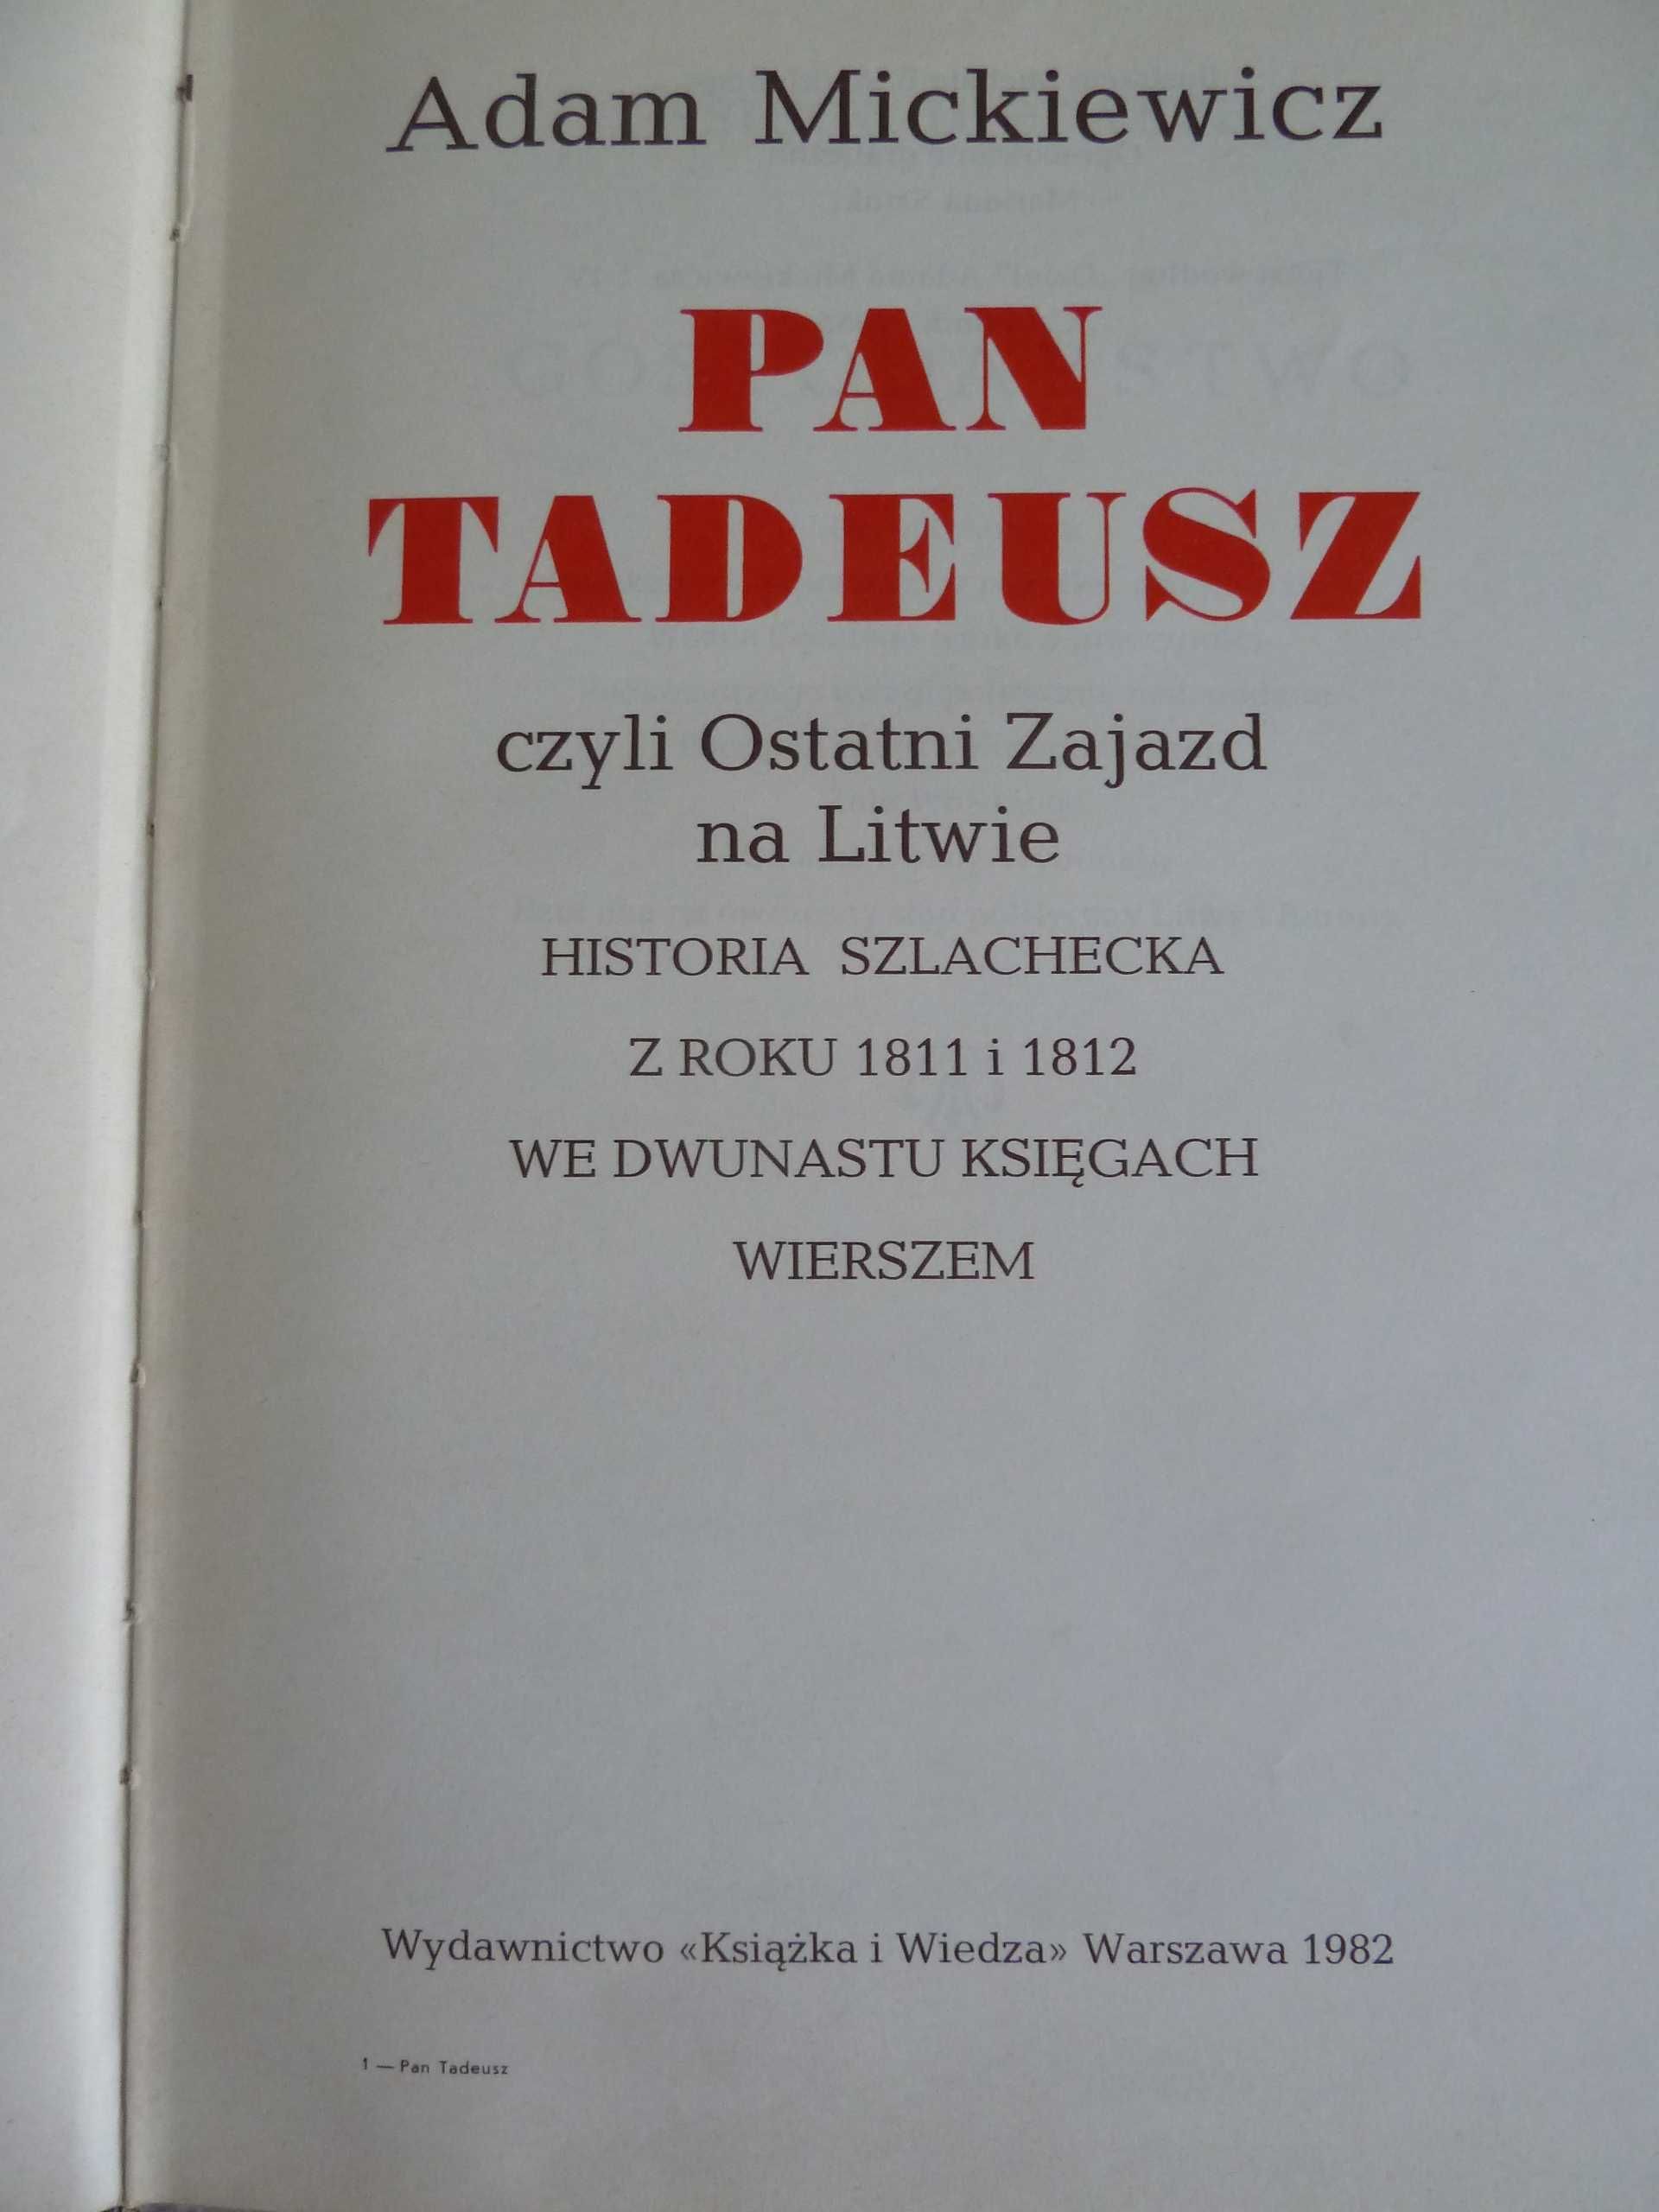 Adam Mickiewicz
PAN
TADEUSZ
czyli Ostatni Zajazd
na Litwie
HISTORIA SZLACHECKA
Z ROKU 1811 i 1812
WE DWUNASTU KSIĘGACH
WIERSZEM
Wydawnictwo «Książka i Wiedza» Warszawa 1982
1 — Pan Tadeusz